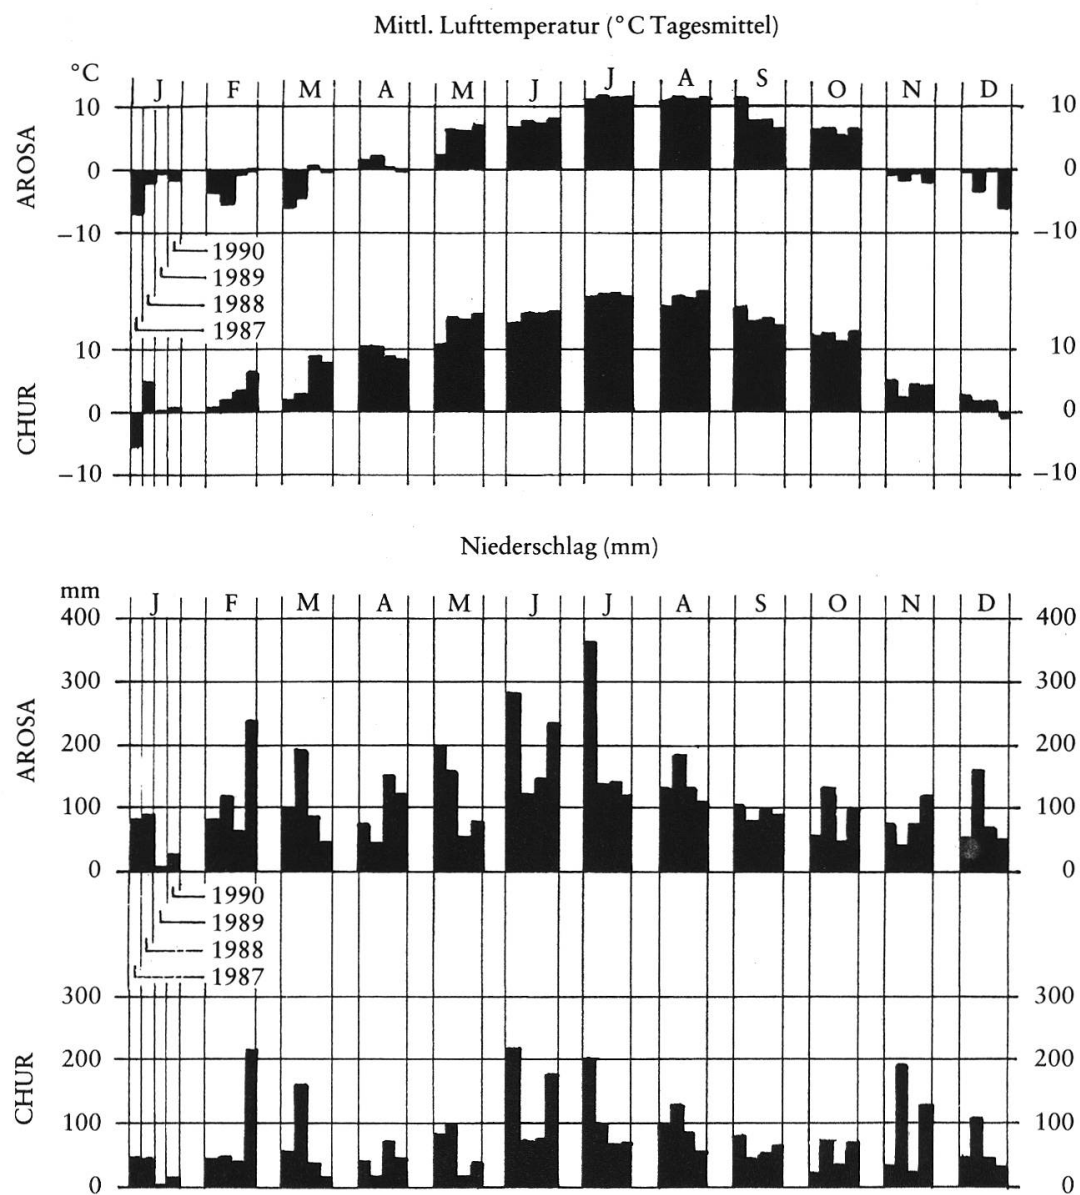 Mittl. Lufttemperatur (°C Tagesmittel)
°C J F M A M J J A S O N D
10 10
AROSA
0 0
−10 −10
1990
1989
1988
1987
10 10
CHUR
0 0
−10 −10
Niederschlag (mm)
mm J F M A M J J A S O N D
400 400
300 300
AROSA
200 200
100 100
0 0
1990
1989
1988
1987
300 300
200 200
CHUR
100 100
0 0